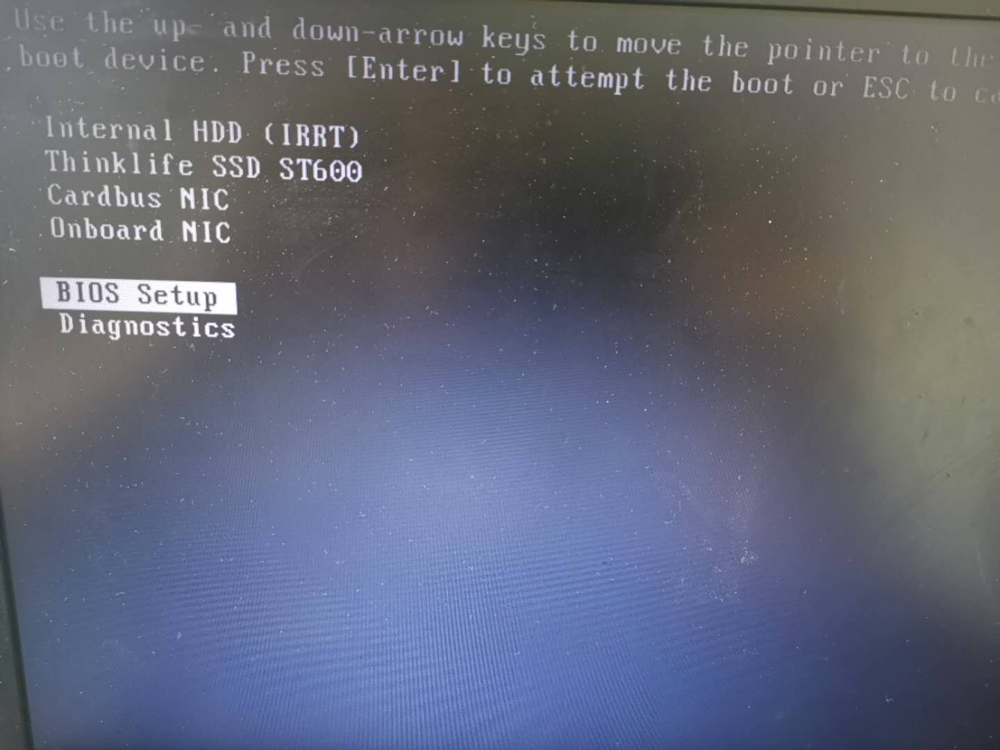 Use the up- and down-arrow keys to move the pointer to the
boot device. Press [Enter] to attempt the boot or ESC to
Internal HDD (IRRT)
Thinklife SSD ST600
Cardbus NIC
Onboard NIC
BIOS Setup
Diagnostics